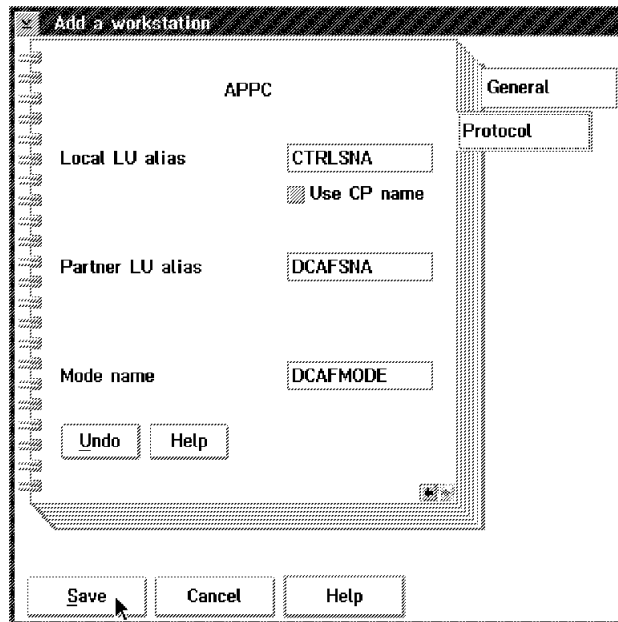 Add a workstation
APPC
General
Protocol
Local LU alias CTRLSNA
Use CP name
Partner LU alias DCAFSNA
Mode name DCAFMODE
Undo Help
Save Cancel Help